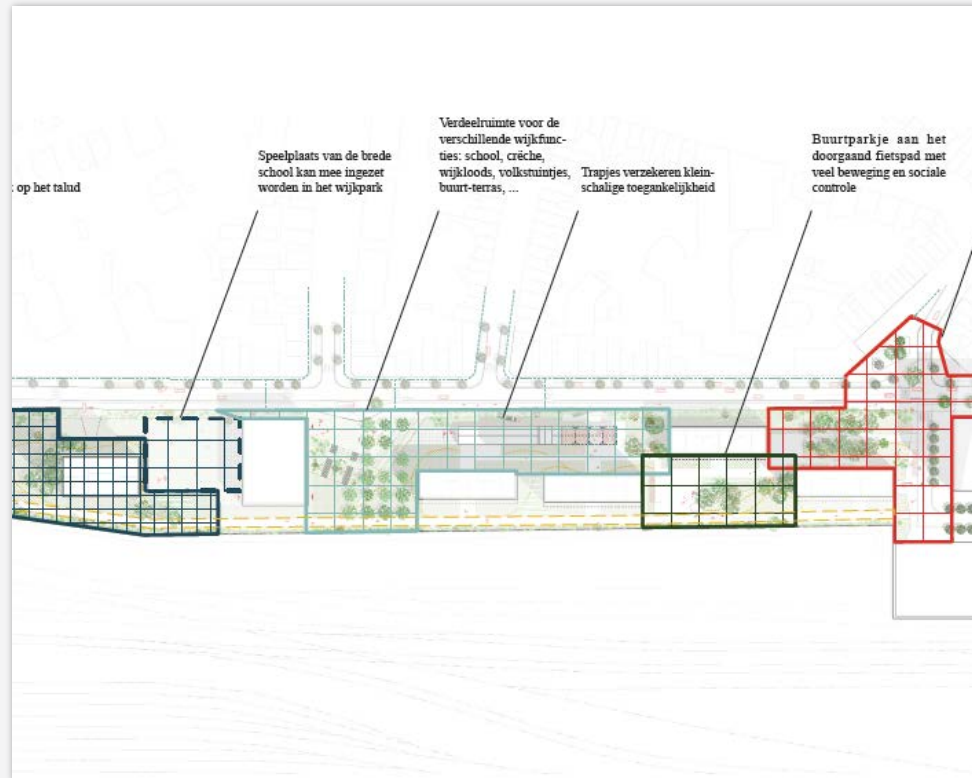 op het talud
Speelplaats van de brede
school kan mee ingezet
worden in het wijkpark
Verdeelruimte voor de
verschillende wijkfunc-
ties: school, crèche,
wijkloods, volkstuintjes,
buurt-terras, ...
Trapjes verzekeren klein-
schalige toegankelijkheid
Buurtparkje aan het
doorgaand fietspad met
veel beweging en sociale
controle